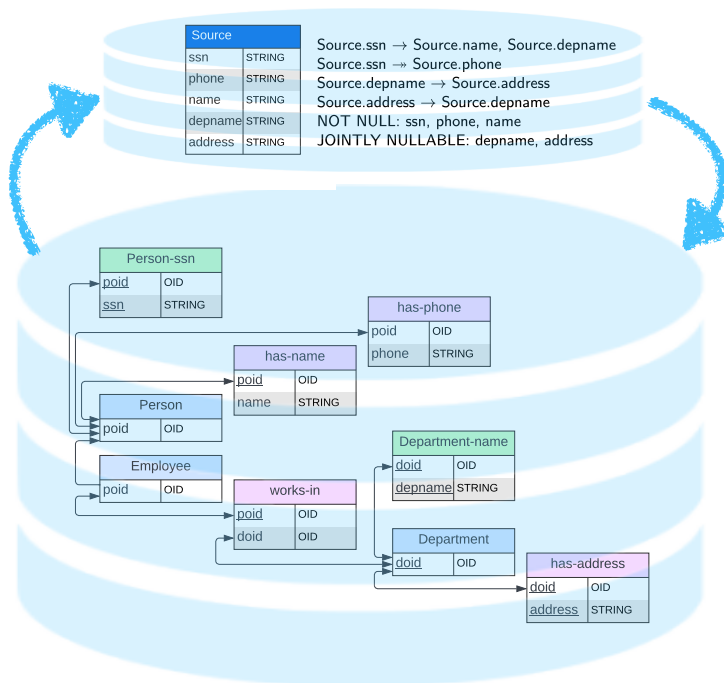 Source
ssn STRING
phone STRING
name STRING
depname STRING
address STRING
Source.ssn → Source.name, Source.depname
Source.ssn ↠ Source.phone
Source.depname → Source.address
Source.address → Source.depname
NOT NULL: ssn, phone, name
JOINTLY NULLABLE: depname, address
Person-ssn
poid OID
ssn STRING
has-phone
poid OID
phone STRING
has-name
poid OID
name STRING
Person
poid OID
Employee
poid OID
works-in
poid OID
doid OID
Department-name
doid OID
depname STRING
Department
doid OID
has-address
doid OID
address STRING